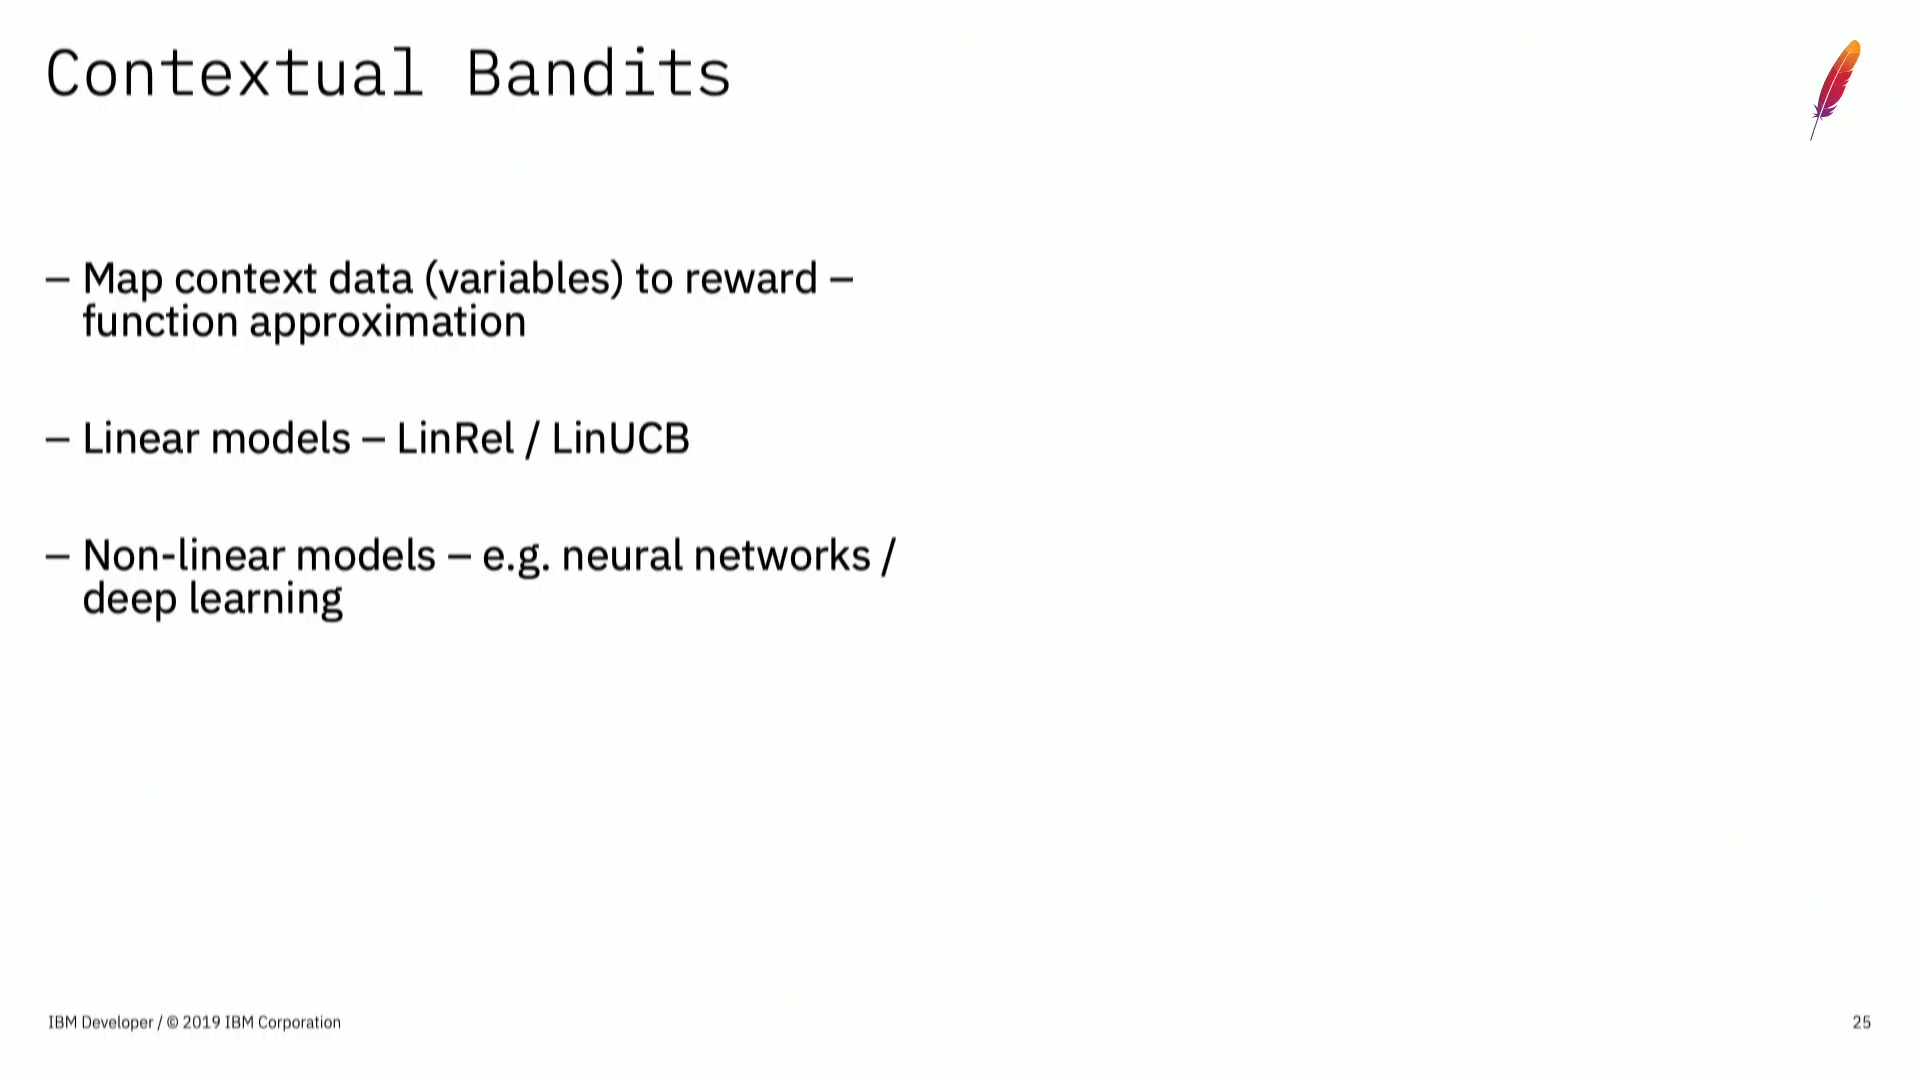 Contextual Bandits
– Map context data (variables) to reward –
function approximation
– Linear models – LinRel / LinUCB
– Non-linear models – e.g. neural networks /
deep learning
IBM Developer / © 2019 IBM Corporation
25